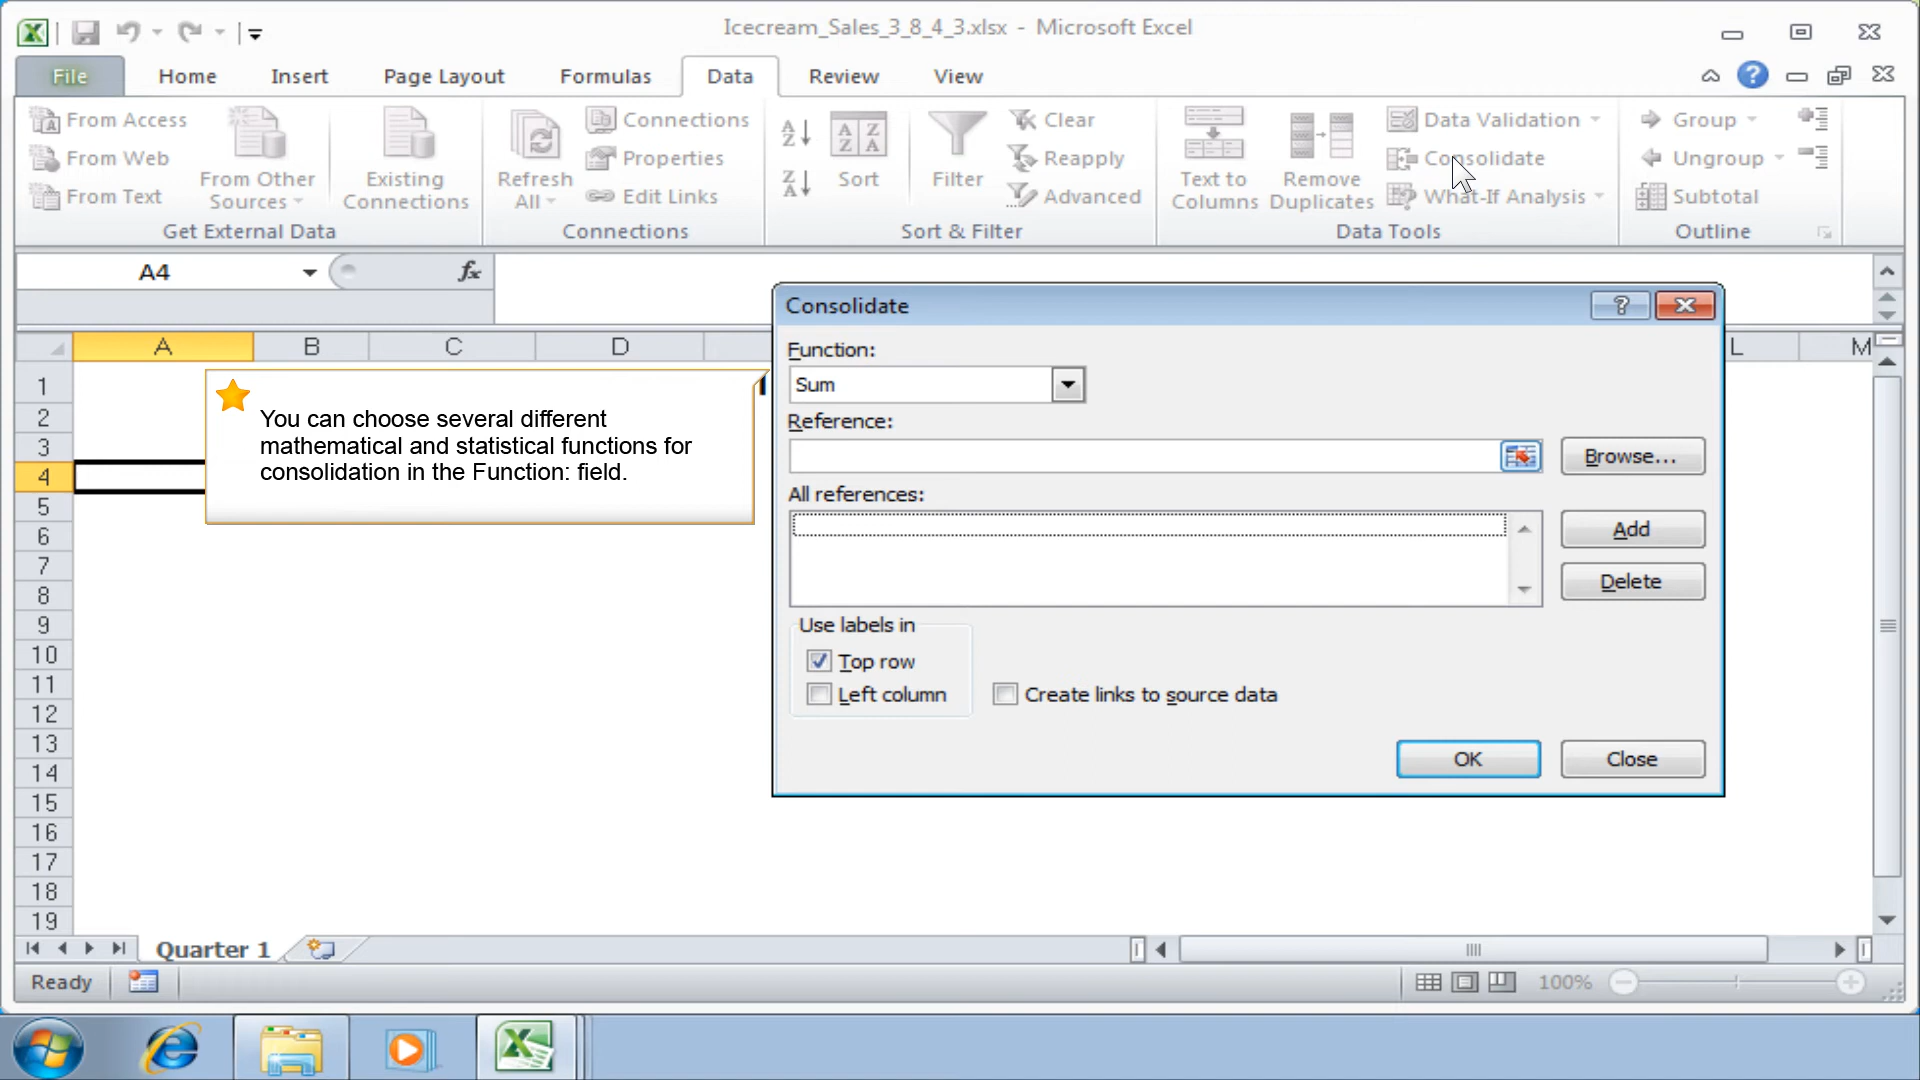 Icecream_Sales_3_8_4_3.xlsx - Microsoft Excel
File Home Insert Page Layout Formulas Data Review View
From Access
From Web
From Text
From Other Sources
Existing Connections
Get External Data
Refresh All
Connections
Properties
Edit Links
Connections
Sort
Filter
Clear
Reapply
Advanced
Sort & Filter
Text to Columns
Remove Duplicates
Data Validation
Consolidate
What-If Analysis
Data Tools
Group
Ungroup
Subtotal
Outline
A4 fx
A B C D L M
1
2
3
4
5
6
7
8
9
10
11
12
13
14
15
16
17
18
19
You can choose several different
mathematical and statistical functions for
consolidation in the Function: field.
Consolidate
Function:
Sum
Reference:
Browse...
All references:
Add
Delete
Use labels in
Top row
Left column
Create links to source data
OK Close
Quarter 1
Ready 100%